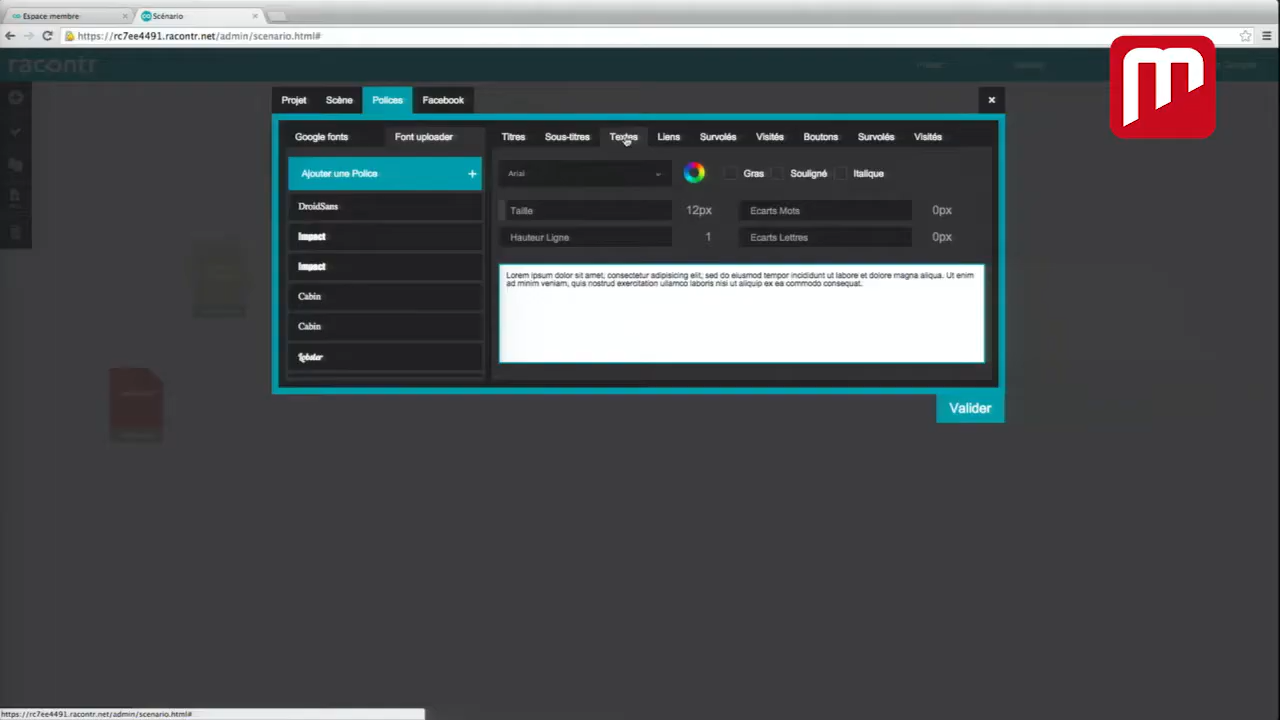 Espace membre
Scénario
https://rc7ee4491.racontr.net/admin/scenario.html#
racontr
Projet Scène Polices Facebook
Google fonts Font uploader
Titres Sous-titres Textes Liens Survolés Visités Boutons Survolés Visités
Ajouter une Police +
Arial
Gras Souligné Italique
DroidSans
Taille 12px Ecarts Mots 0px
Impact
Hauteur Ligne 1 Ecarts Lettres 0px
Impact
Cabin
Cabin
Lobster
Lorem ipsum dolor sit amet, consectetur adipisicing elit, sed do eiusmod tempor incididunt ut labore et dolore magna aliqua. Ut enim
ad minim veniam, quis nostrud exercitation ullamco laboris nisi ut aliquip ex ea commodo consequat.
Valider
https://rc7ee4491.racontr.net/admin/scenario.html#